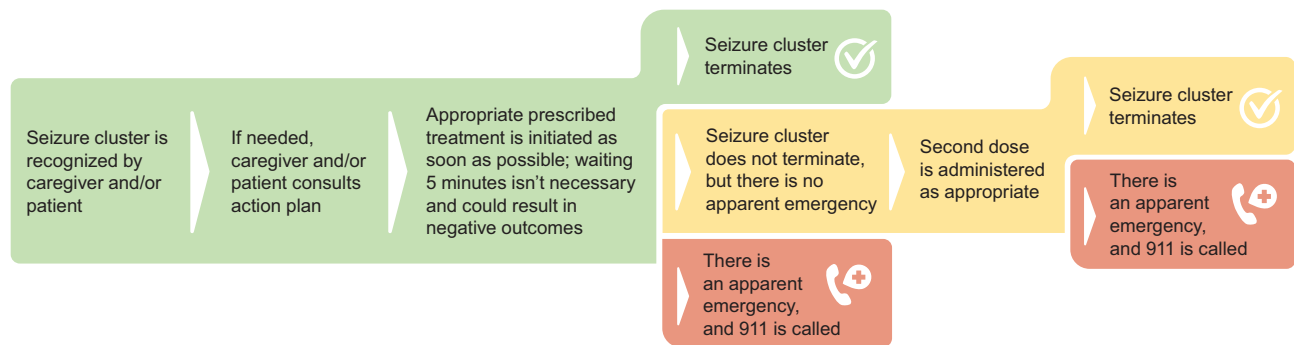 Seizure cluster is
recognized by
caregiver and/or
patient
If needed,
caregiver and/or
patient consults
action plan
Appropriate prescribed
treatment is initiated as
soon as possible; waiting
5 minutes isn't necessary
and could result in
negative outcomes
Seizure cluster
terminates
Seizure cluster
does not terminate,
but there is no
apparent emergency
Second dose
is administered
as appropriate
Seizure cluster
terminates
There is
an apparent
emergency,
and 911 is called
There is
an apparent
emergency,
and 911 is called